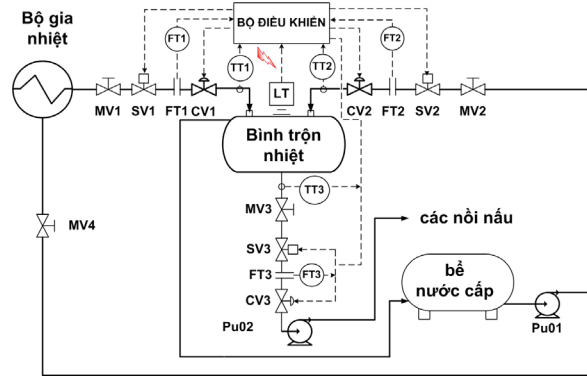 Bộ gia
nhiệt
BỘ ĐIỀU KHIỂN
FT1
FT2
TT1
LT
TT2
MV1
SV1
FT1
CV1
CV2
FT2
SV2
MV2
Bình trộn
nhiệt
TT3
MV3
MV4
các nồi nấu
SV3
FT3
FT3
CV3
bể
nước cấp
Pu02
Pu01